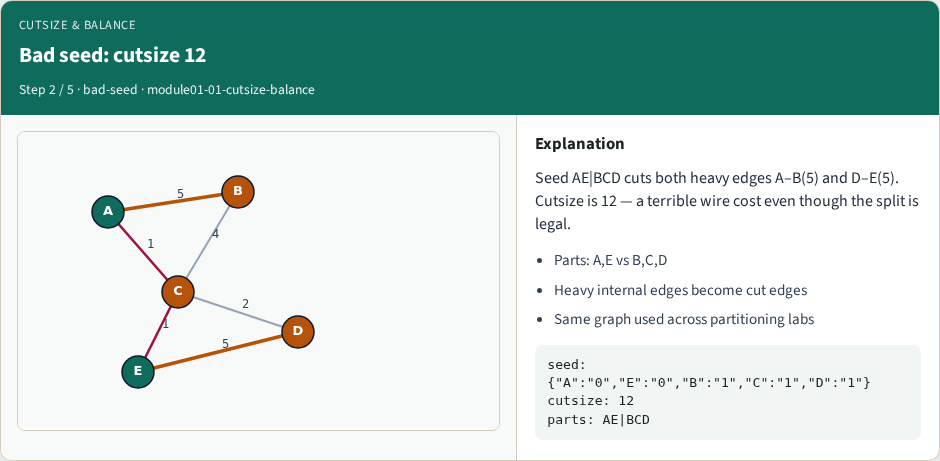 CUTSIZE & BALANCE
Bad seed: cutsize 12
Step 2 / 5 · bad-seed · module01-01-cutsize-balance
5
B
A
4
1
C
2
1
D
5
E
Explanation
Seed AE|BCD cuts both heavy edges A–B(5) and D–E(5).
Cutsize is 12 — a terrible wire cost even though the split is
legal.
• Parts: A,E vs B,C,D
• Heavy internal edges become cut edges
• Same graph used across partitioning labs
seed:
{"A":"0","E":"0","B":"1","C":"1","D":"1"}
cutsize: 12
parts: AE|BCD